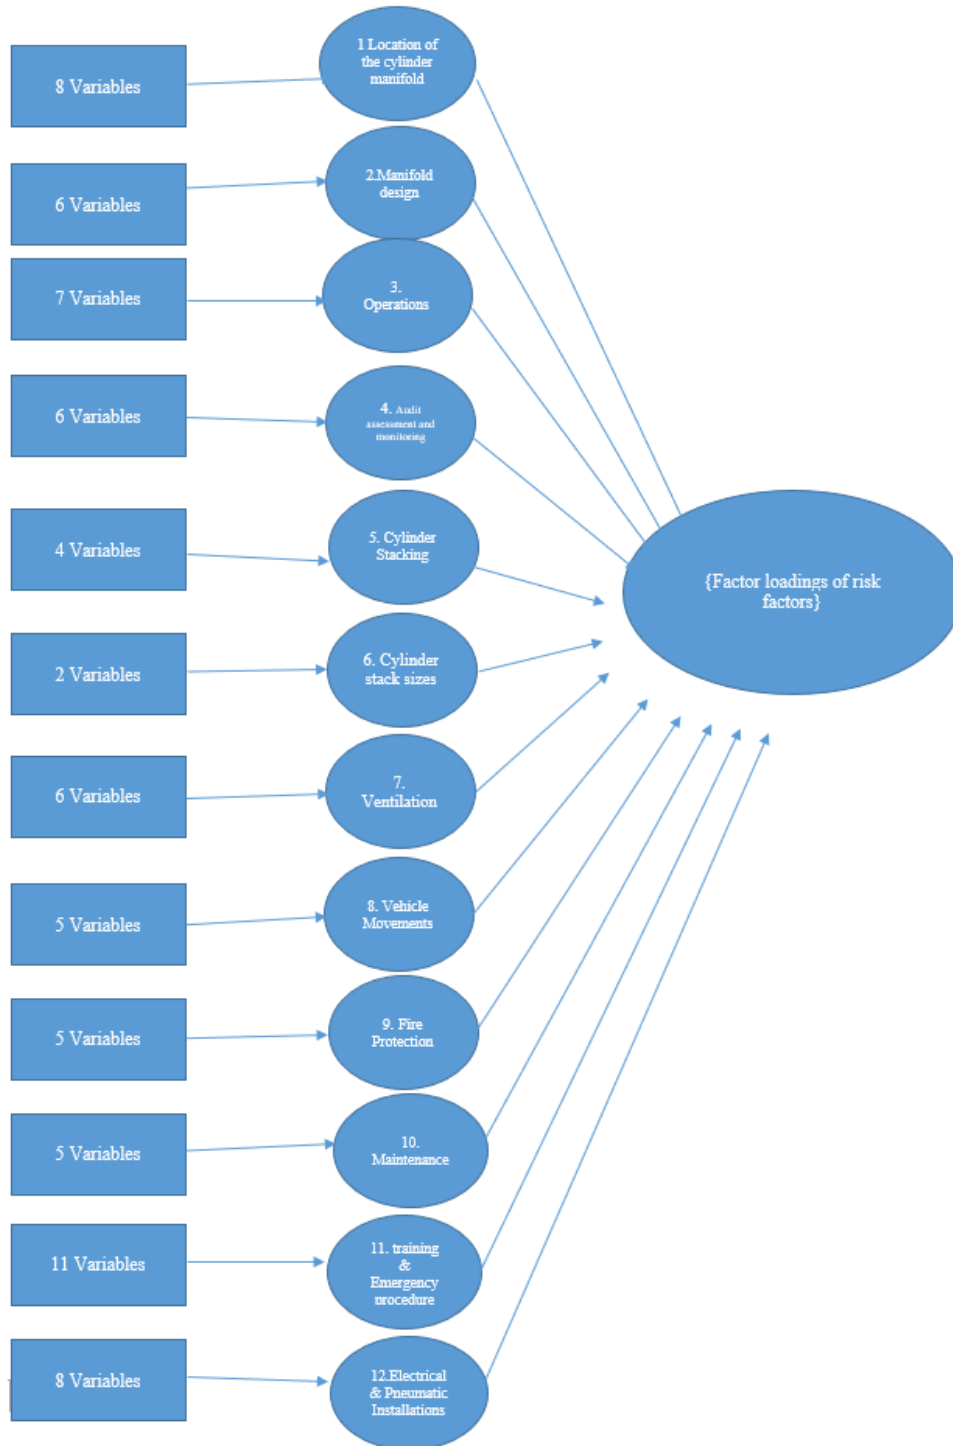 8 Variables
1 Location of
the cylinder
manifold
6 Variables
2.Manifold
design
7 Variables
3.
Operations
6 Variables
4. Audit
assessment and
monitoring
4 Variables
5. Cylinder
Stacking
{Factor loadings of risk
factors}
2 Variables
6. Cylinder
stack sizes
6 Variables
7.
Ventilation
5 Variables
8. Vehicle
Movements
5 Variables
9. Fire
Protection
5 Variables
10.
Maintenance
11 Variables
11. training
&
Emergency
procedure
8 Variables
12.Electrical
& Pneumatic
Installations